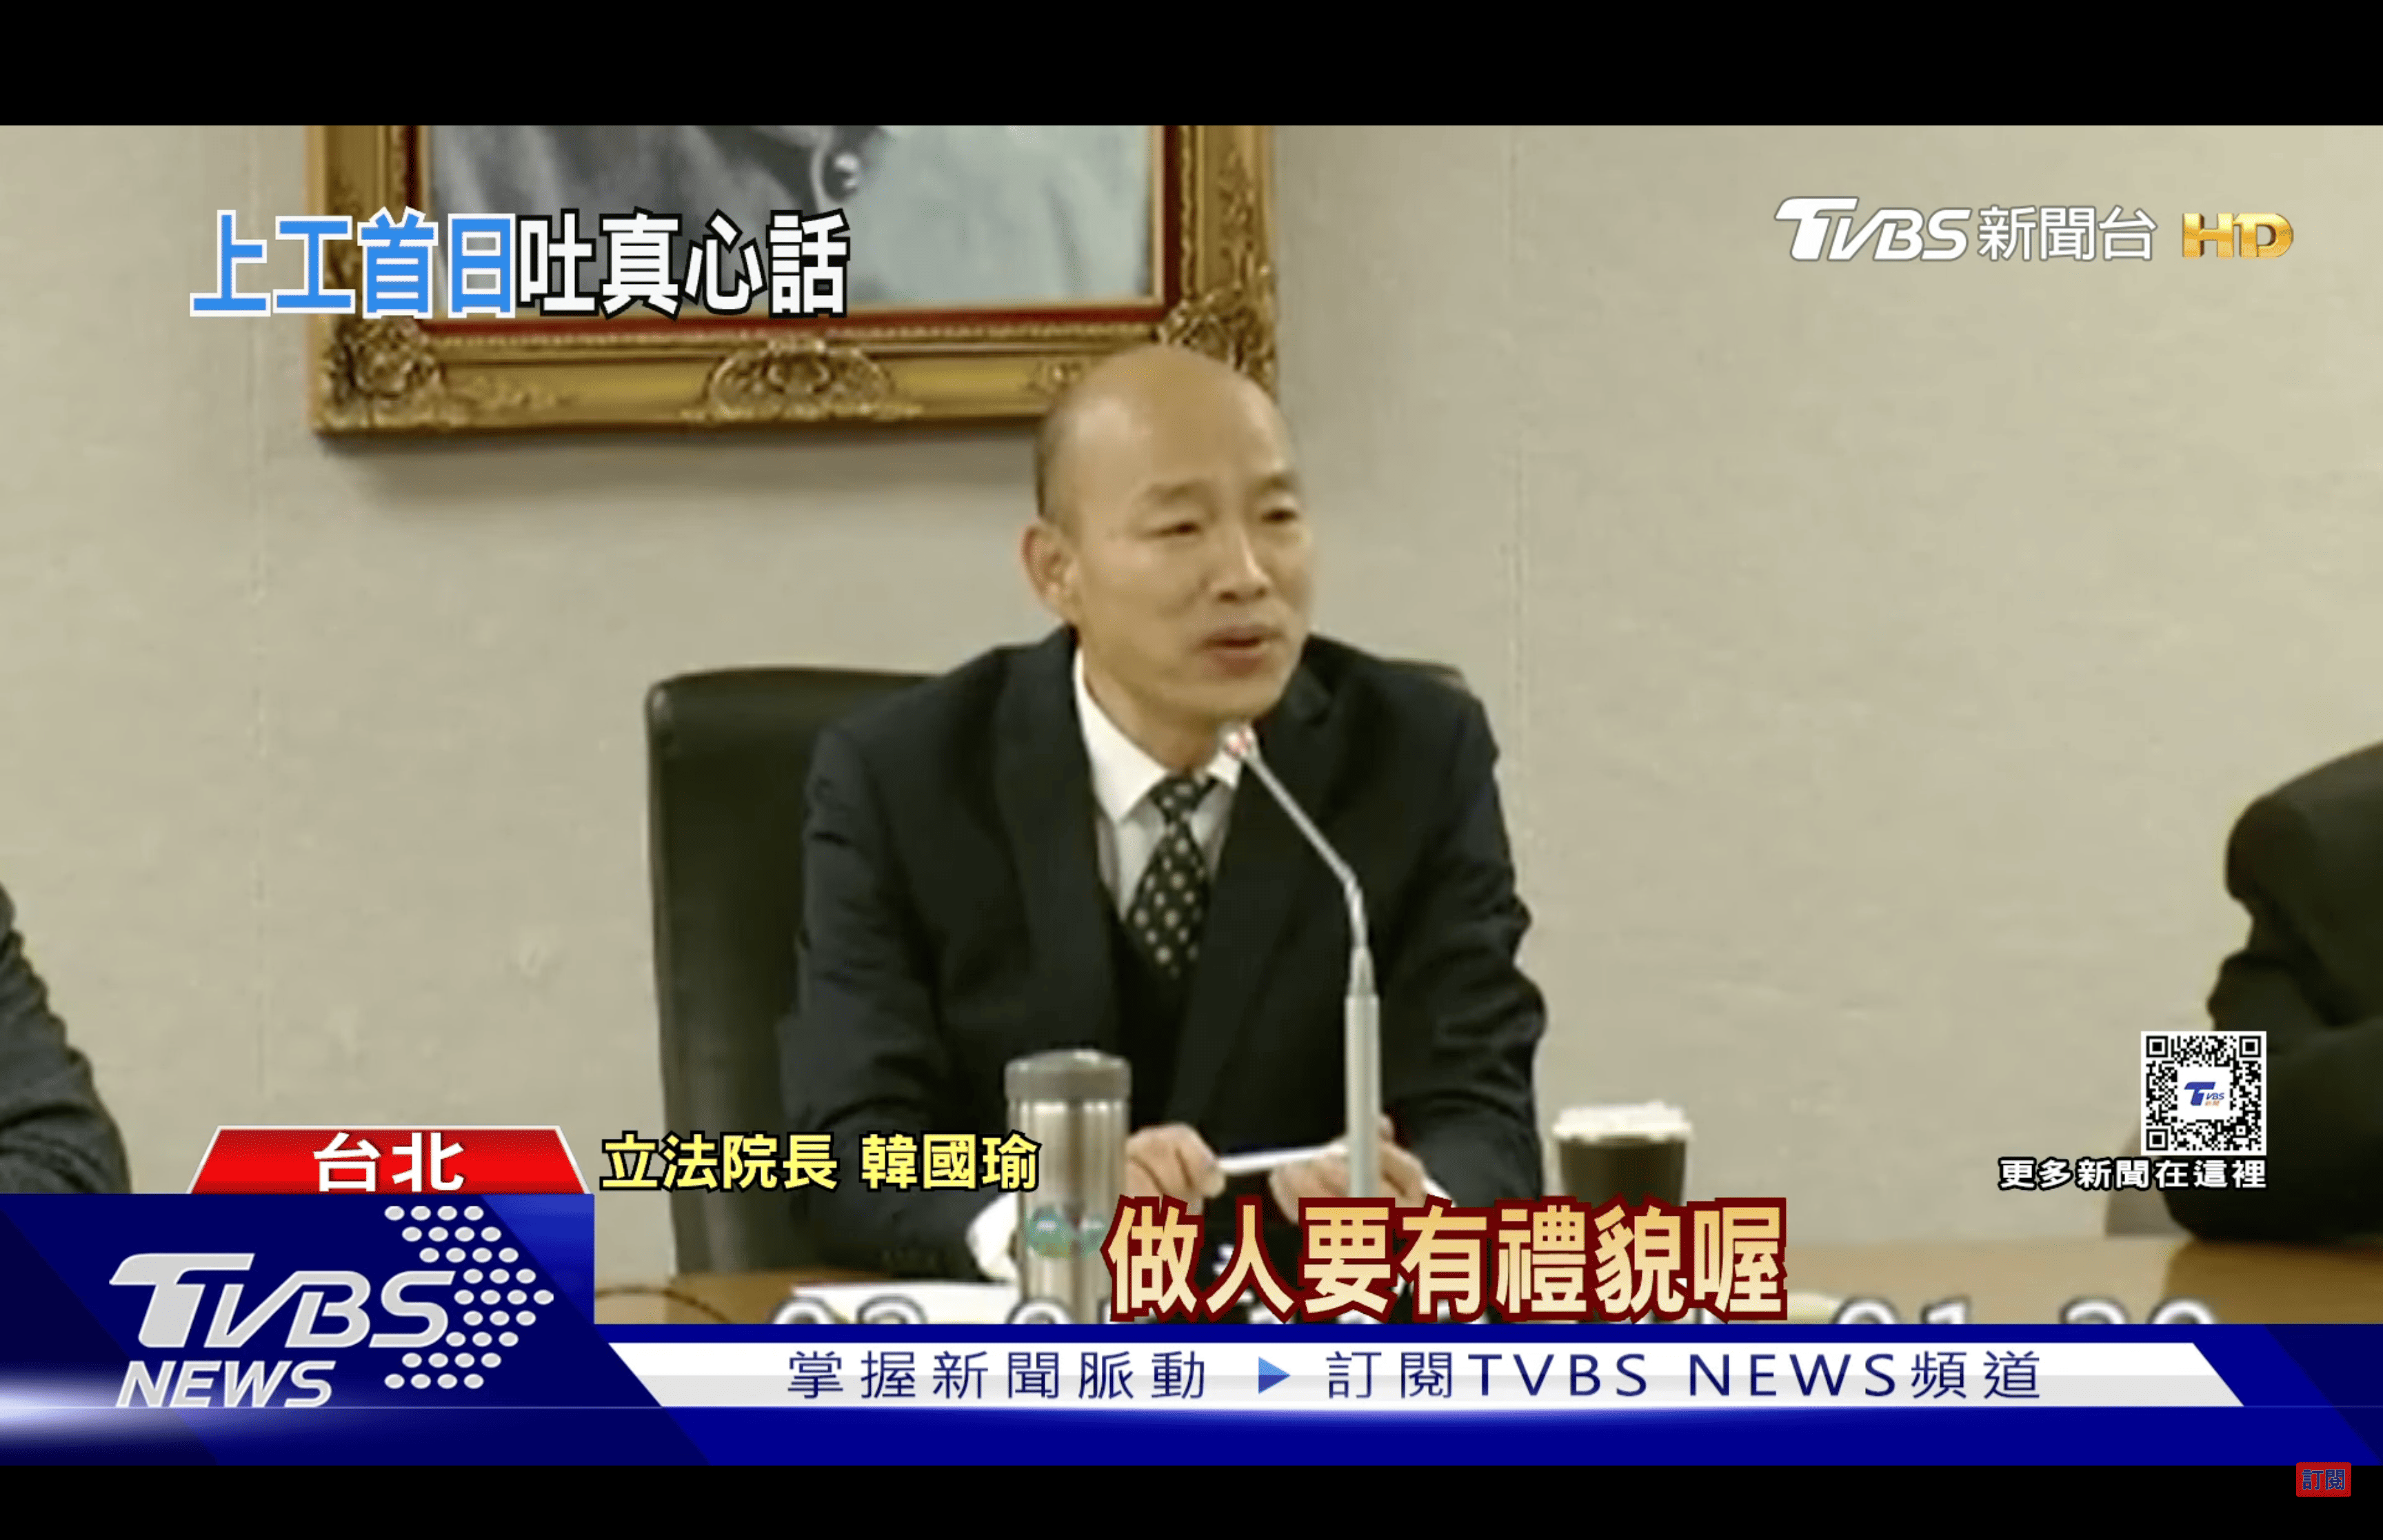 上工首日吐真心話
TVBS新聞台 HD
TVBS
新聞
更多新聞在這裡
台北
立法院長 韓國瑜
做人要有禮貌喔
TVBS
NEWS
掌握新聞脈動 ▶ 訂閱TVBS NEWS頻道
訂閱